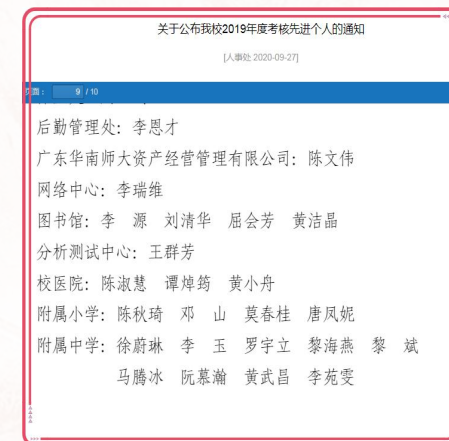 关于公布我校2019年度考核先进个人的通知
[人事处 2020-09-27]
页面： 9 / 10
后勤管理处：李恩才
广东华南师大资产经营管理有限公司：陈文伟
网络中心：李瑞维
图书馆：李　源　刘清华　屈会芳　黄洁晶
分析测试中心：王群芳
校医院：陈淑慧　谭焯筠　黄小舟
附属小学：陈秋琦　邓　山　莫春桂　唐凤妮
附属中学：徐蔚琳　李　玉　罗宇立　黎海燕　黎　斌
马腾冰　阮慕瀚　黄武昌　李苑雯